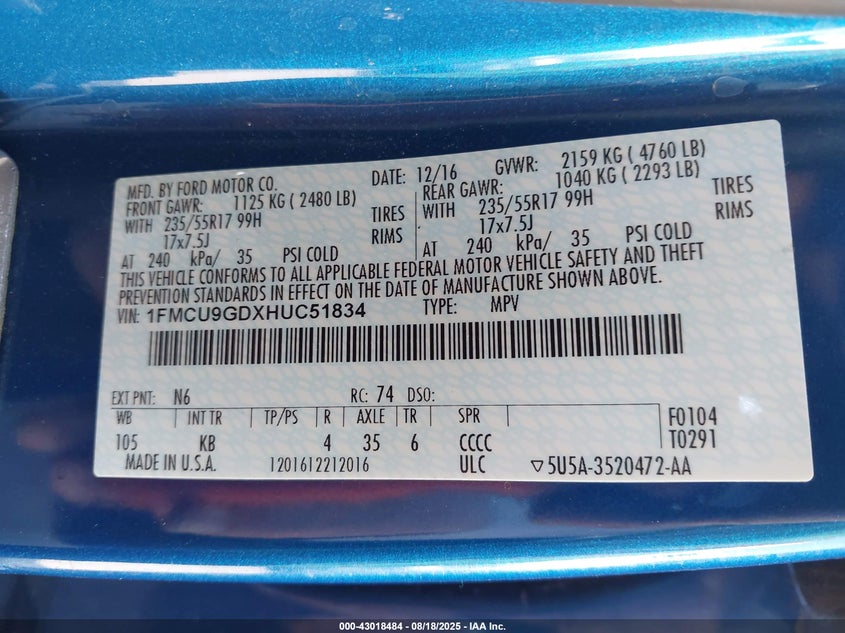 MFD. BY FORD MOTOR CO. DATE: 12/16 GVWR: 2159 KG ( 4760 LB)
FRONT GAWR: 1125 KG ( 2480 LB) REAR GAWR: 1040 KG ( 2293 LB)
WITH 235/55R17 99H TIRES WITH 235/55R17 99H TIRES
17x7.5J RIMS 17x7.5J RIMS
AT 240 kPa/ 35 PSI COLD AT 240 kPa/ 35 PSI COLD
THIS VEHICLE CONFORMS TO ALL APPLICABLE FEDERAL MOTOR VEHICLE SAFETY AND THEFT
PREVENTION STANDARDS IN EFFECT ON THE DATE OF MANUFACTURE SHOWN ABOVE.
VIN: 1FMCU9GDXHUC51834 TYPE: MPV
EXT PNT: N6 RC: 74 DSO:
WB INT TR TP/PS R AXLE TR SPR F0104
105 KB 4 35 6 CCCC T0291
MADE IN U.S.A. 1201612212016 ULC ▽5U5A-3520472-AA
000-43018484 - 08/18/2025 - IAA Inc.